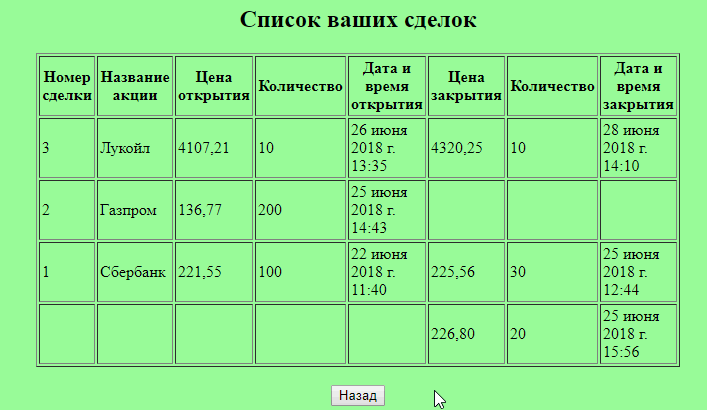 Список ваших сделок
Номер сделки Название акции Цена открытия Количество Дата и время открытия Цена закрытия Количество Дата и время закрытия
3 Лукойл 4107,21 10 26 июня 2018 г. 13:35 4320,25 10 28 июня 2018 г. 14:10
2 Газпром 136,77 200 25 июня 2018 г. 14:43
1 Сбербанк 221,55 100 22 июня 2018 г. 11:40 225,56 30 25 июня 2018 г. 12:44
226,80 20 25 июня 2018 г. 15:56
Назад